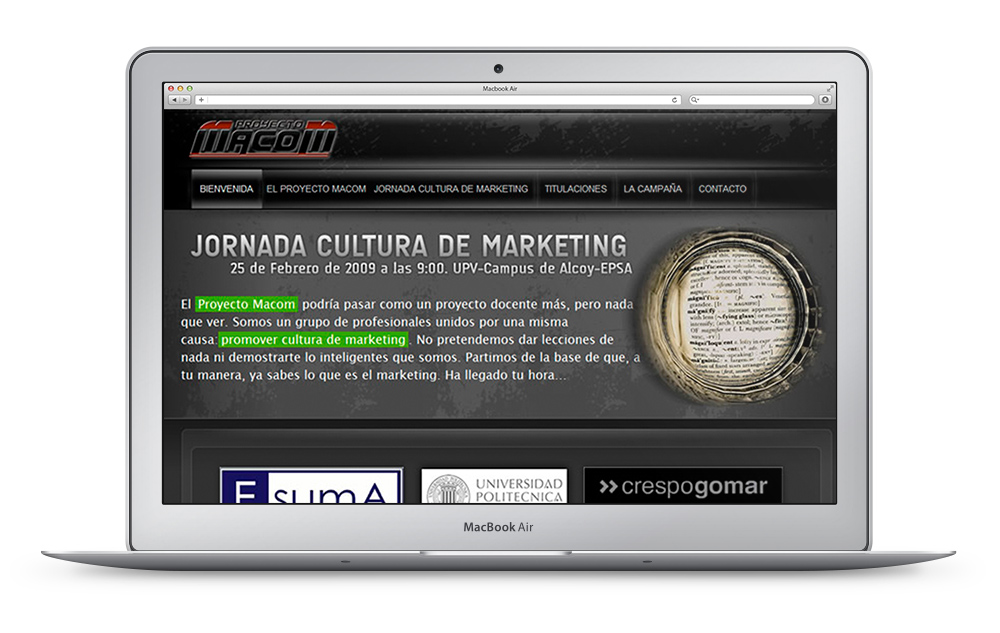 Macbook Air
PROYECTO
MACOM
BIENVENIDA EL PROYECTO MACOM JORNADA CULTURA DE MARKETING TITULACIONES LA CAMPAÑA CONTACTO
JORNADA CULTURA DE MARKETING
25 de Febrero de 2009 a las 9:00. UPV-Campus de Alcoy-EPSA
El Proyecto Macom podría pasar como un proyecto docente más, pero nada
que ver. Somos un grupo de profesionales unidos por una misma
causa: promover cultura de marketing. No pretendemos dar lecciones de
nada ni demostrarte lo inteligentes que somos. Partimos de la base de que, a
tu manera, ya sabes lo que es el marketing. Ha llegado tu hora...
EsumA
UNIVERSIDAD
POLITECNICA
crespogomar
MacBook Air